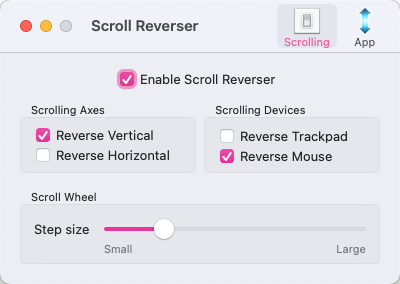 Scroll Reverser
Scrolling
App
Enable Scroll Reverser
Scrolling Axes
Reverse Vertical
Reverse Horizontal
Scrolling Devices
Reverse Trackpad
Reverse Mouse
Scroll Wheel
Step size
Small
Large